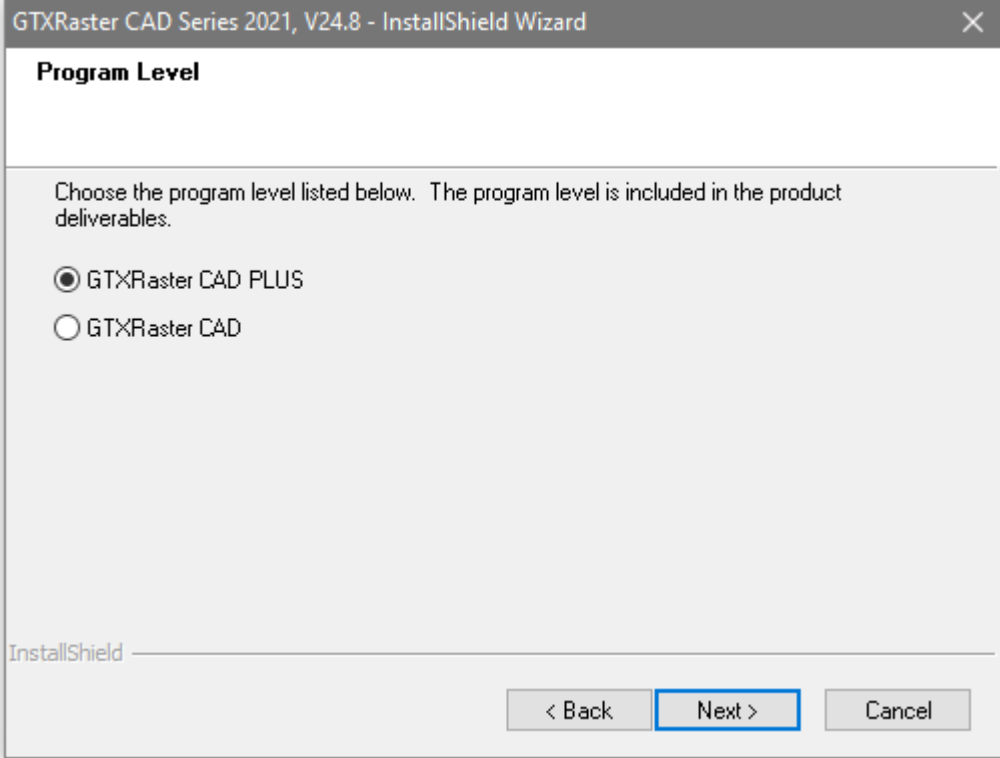 GTXRaster CAD Series 2021, V24.8 - InstallShield Wizard
Program Level
Choose the program level listed below.  The program level is included in the product
deliverables.
GTXRaster CAD PLUS
GTXRaster CAD
InstallShield
< Back
Next >
Cancel